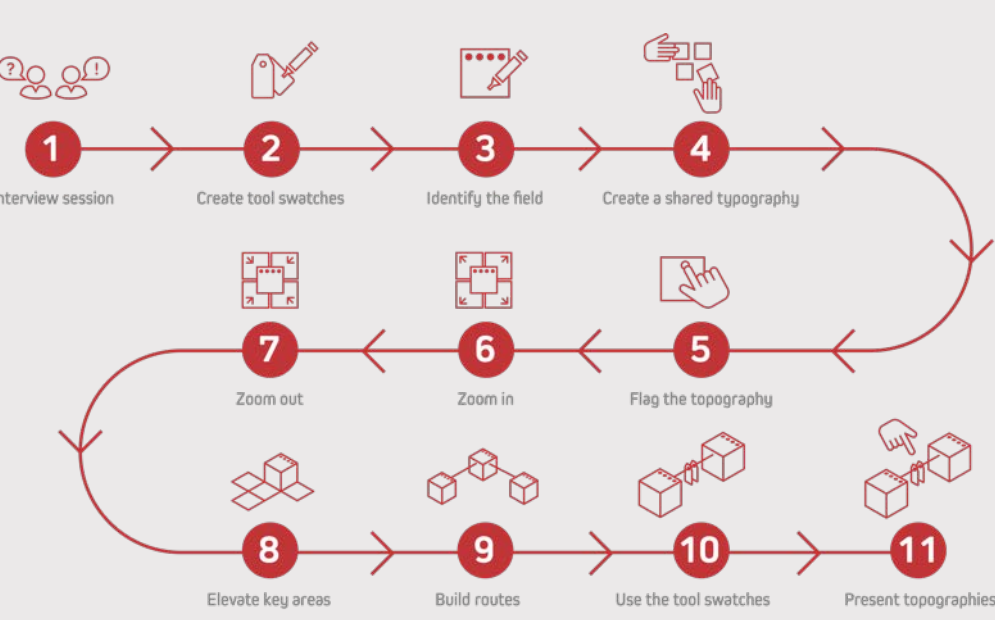 ? !
1 2 3 4
nterview session Create tool swatches Identify the field Create a shared typography
7 6 5
Zoom out Zoom in Flag the topography
8 9 10 11
Elevate key areas Build routes Use the tool swatches Present topographies